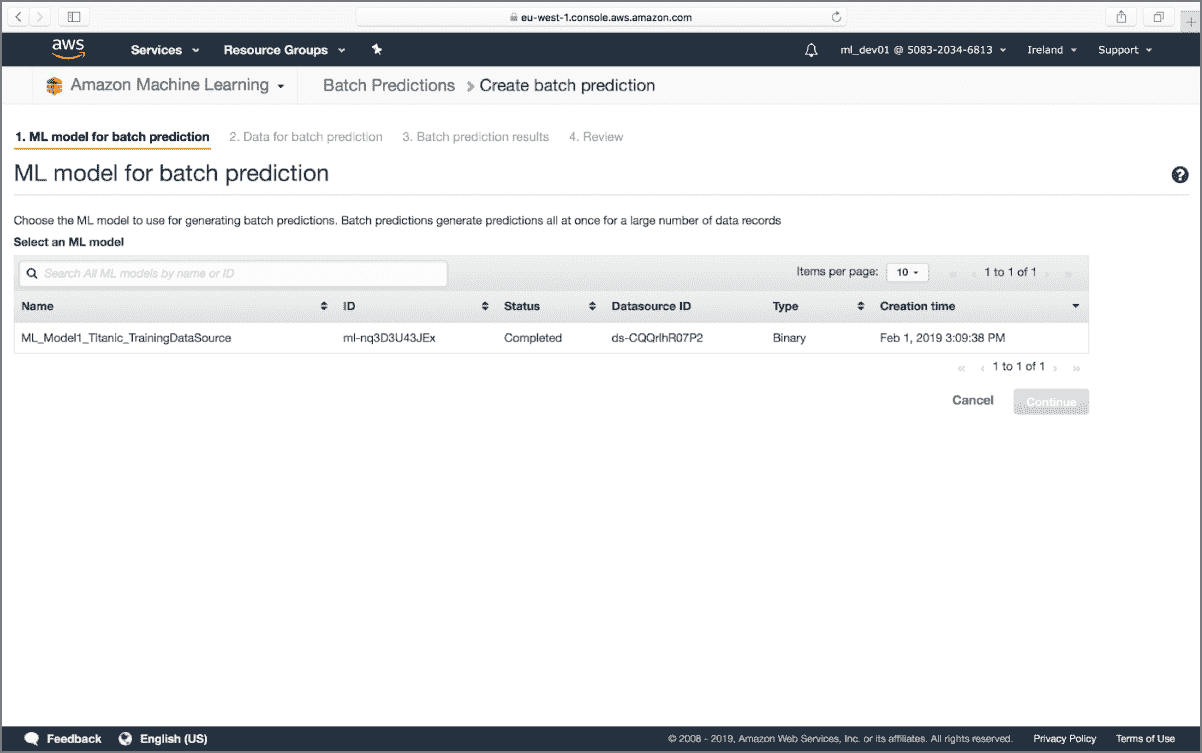 eu-west-1.console.aws.amazon.com
aws Services Resource Groups ml_dev01 @ 5083-2034-6813 Ireland Support
Amazon Machine Learning Batch Predictions > Create batch prediction
1. ML model for batch prediction 2. Data for batch prediction 3. Batch prediction results 4. Review
ML model for batch prediction
Choose the ML model to use for generating batch predictions. Batch predictions generate predictions all at once for a large number of data records
Select an ML model
Search All ML models by name or ID Items per page: 10 « ‹ 1 to 1 of 1 › »
Name ID Status Datasource ID Type Creation time
ML_Model1_Titanic_TrainingDataSource ml-nq3D3U43JEx Completed ds-CQQrlhR07P2 Binary Feb 1, 2019 3:09:38 PM
« ‹ 1 to 1 of 1 › »
Cancel Continue
Feedback English (US) © 2008 - 2019, Amazon Web Services, Inc. or its affiliates. All rights reserved. Privacy Policy Terms of Use